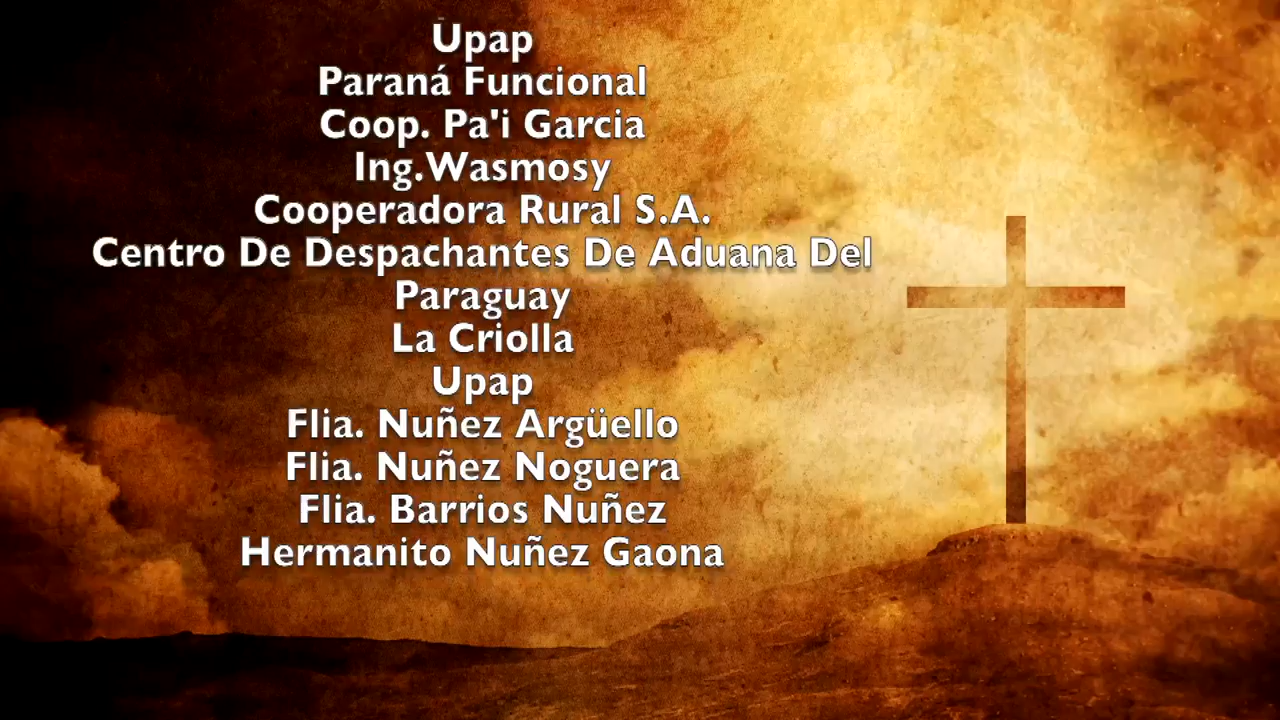 Upap
Paraná Funcional
Coop. Pa'i Garcia
Ing.Wasmosy
Cooperadora Rural S.A.
Centro De Despachantes De Aduana Del
Paraguay
La Criolla
Upap
Flia. Nuñez Argüello
Flia. Nuñez Noguera
Flia. Barrios Nuñez
Hermanito Nuñez Gaona